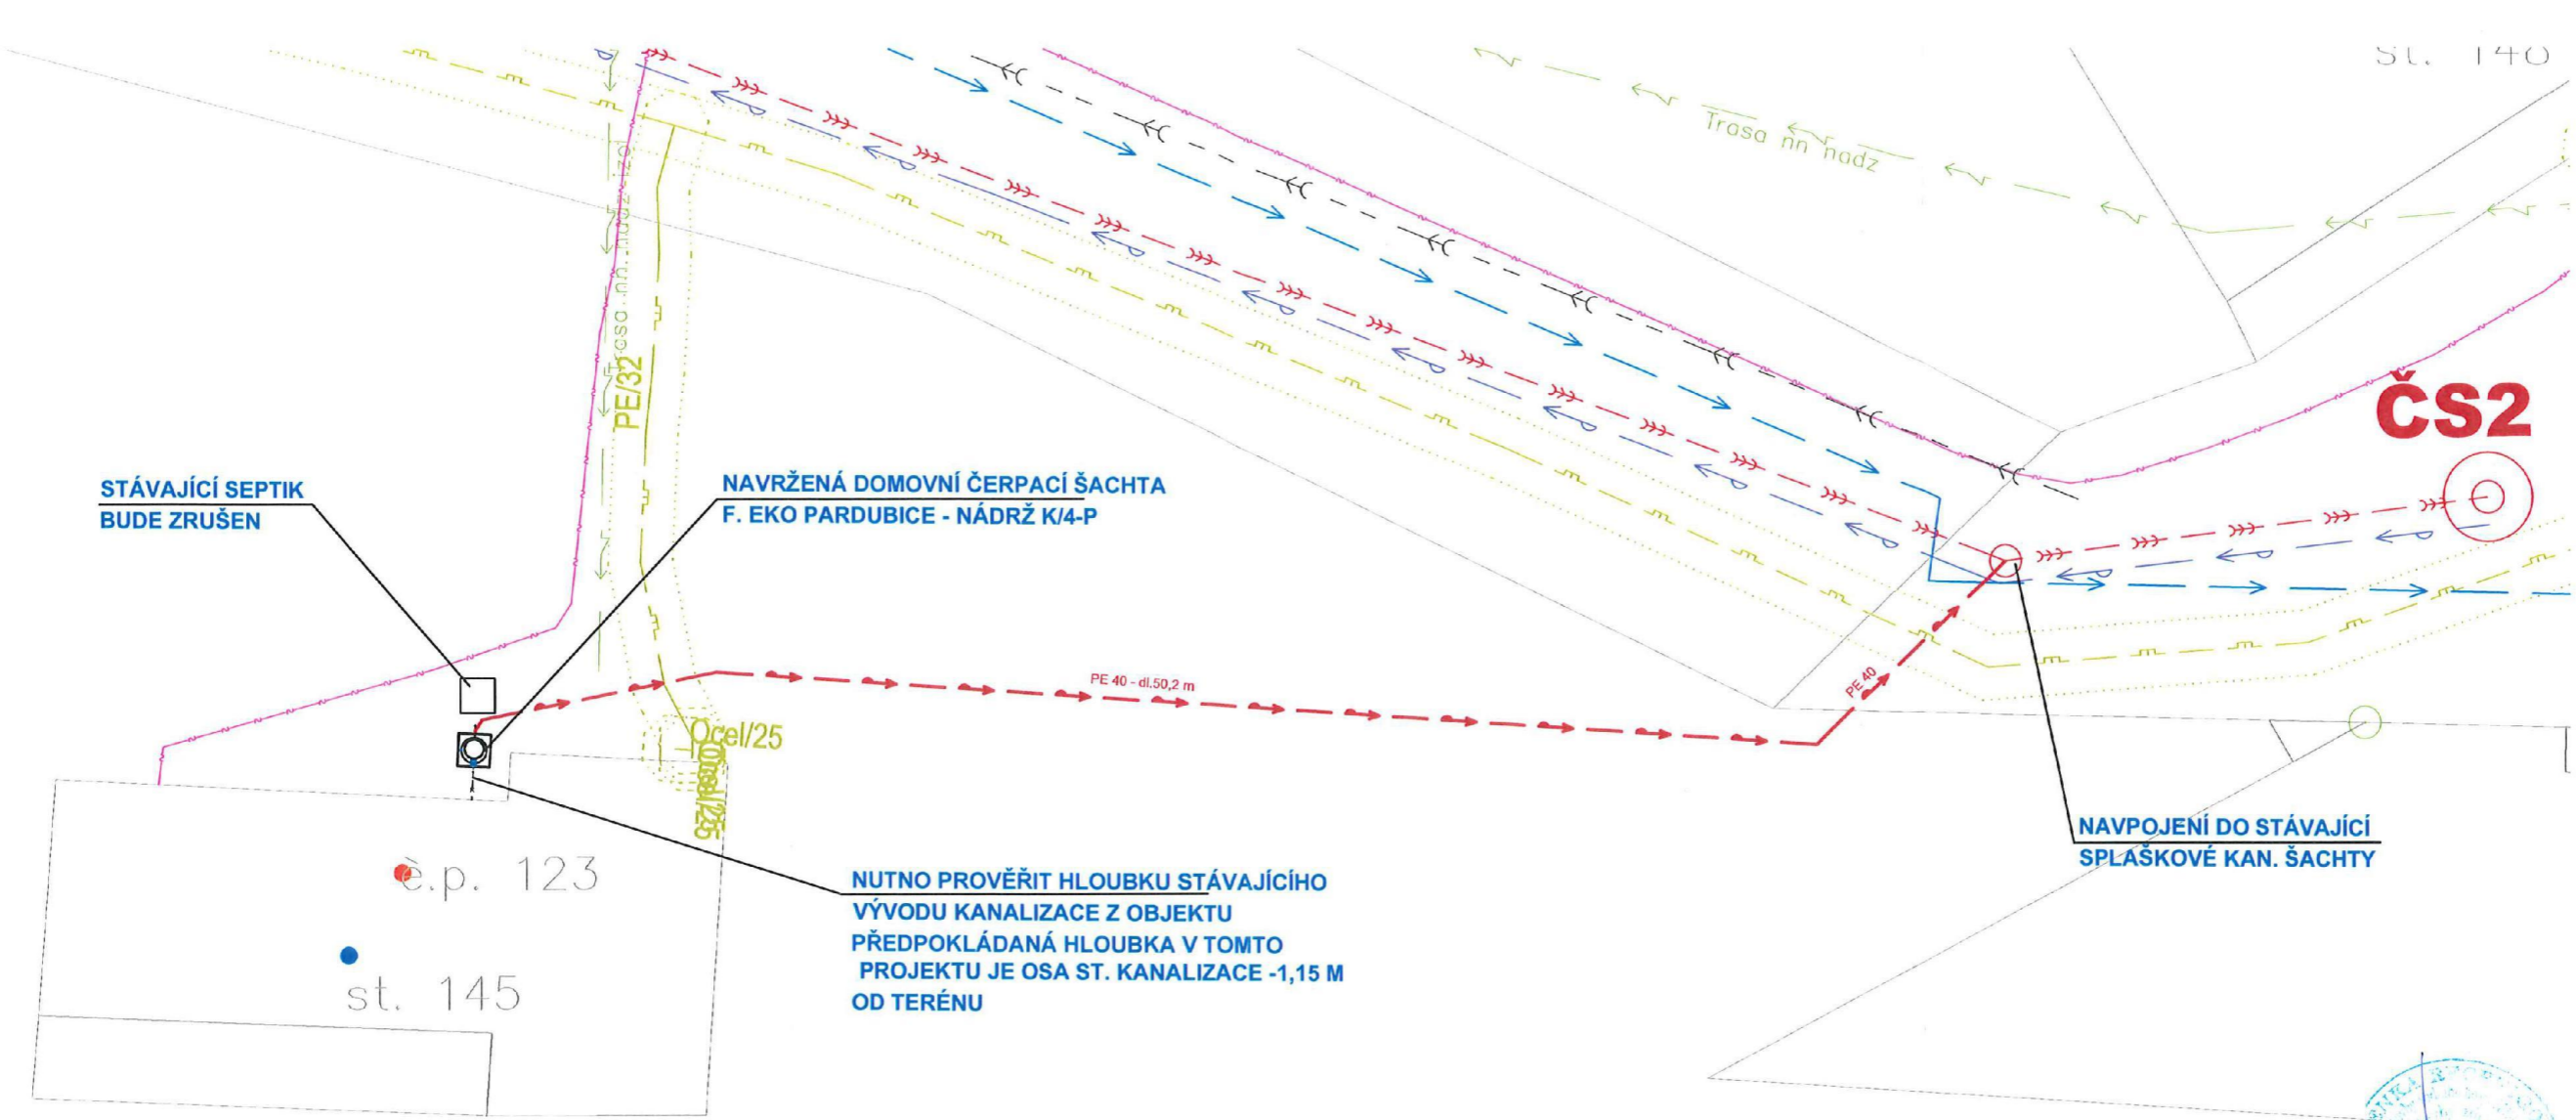 st. 140
Trasa nn nadz
PE/32
ČS2
STÁVAJÍCÍ SEPTIK
BUDE ZRUŠEN
NAVRŽENÁ DOMOVNÍ ČERPACÍ ŠACHTA
F. EKO PARDUBICE - NÁDRŽ K/4-P
PE 40 - dl.50,2 m
PE 40
Ocel/25
NAVPOJENÍ DO STÁVAJÍCÍ
SPLAŠKOVÉ KAN. ŠACHTY
è.p. 123
st. 145
NUTNO PROVĚŘIT HLOUBKU STÁVAJÍCÍHO
VÝVODU KANALIZACE Z OBJEKTU
PŘEDPOKLÁDANÁ HLOUBKA V TOMTO
PROJEKTU JE OSA ST. KANALIZACE -1,15 M
OD TERÉNU